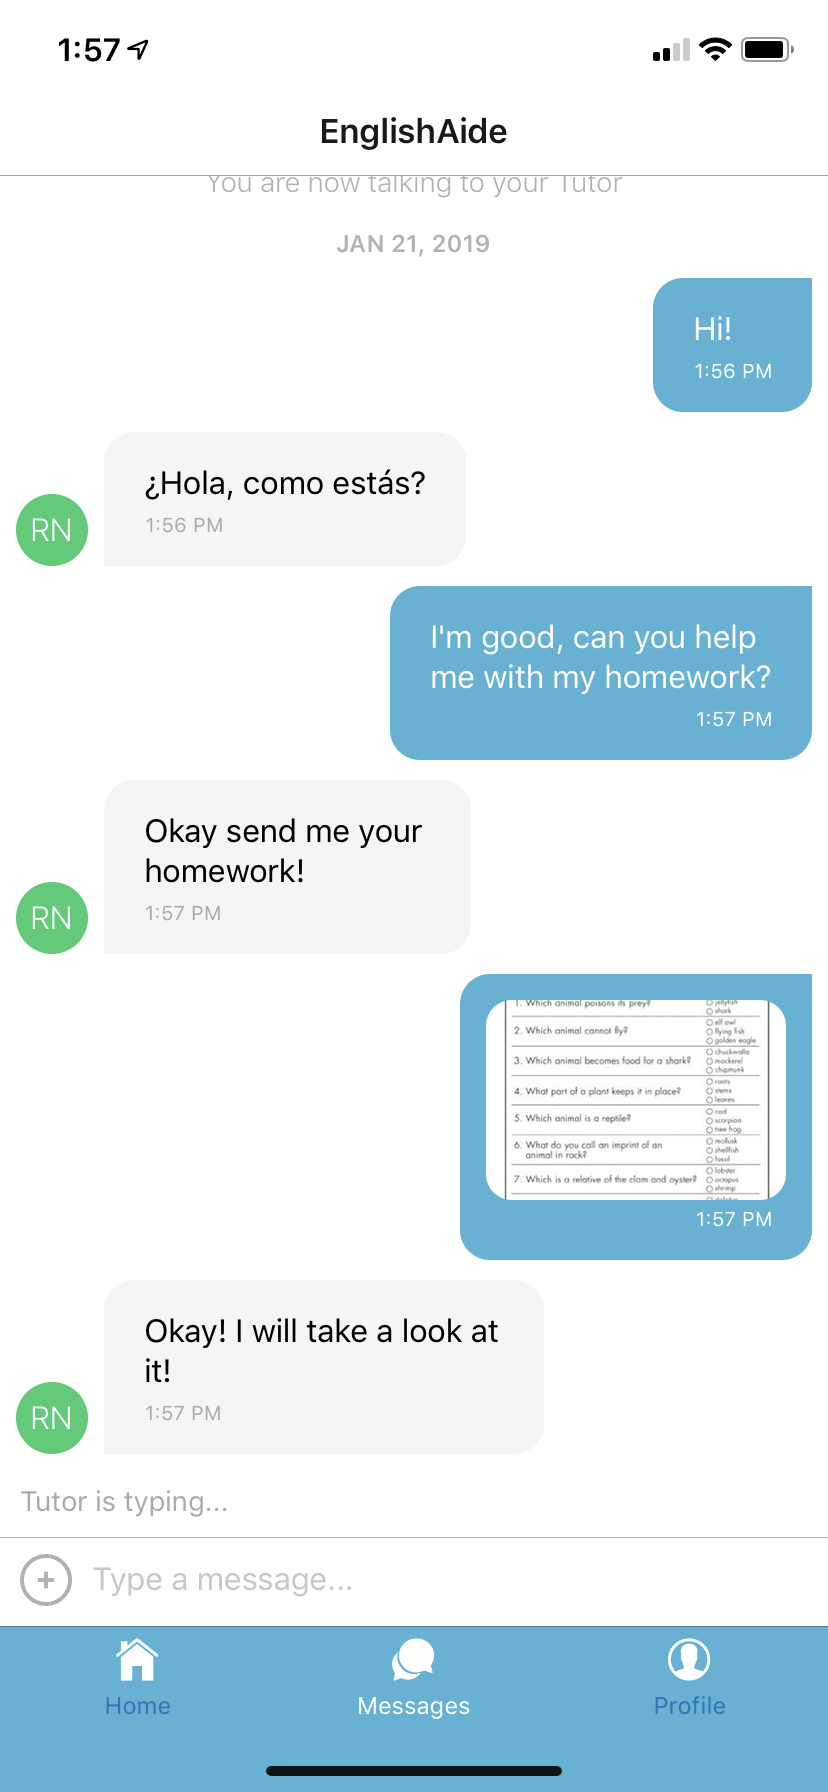 1:57
EnglishAide
You are now talking to your Tutor
JAN 21, 2019
Hi!
1:56 PM
¿Hola, como estás?
1:56 PM
RN
I'm good, can you help
me with my homework?
1:57 PM
Okay send me your
homework!
1:57 PM
RN
1. Which animal poisons its prey?
jellyfish
shark
2. Which animal cannot fly?
elf owl
flying fish
golden eagle
3. Which animal becomes food for a shark?
chuckwalla
mackerel
chipmunk
4. What part of a plant keeps it in place?
roots
stems
leaves
5. Which animal is a reptile?
cod
scorpion
tree frog
6. What do you call an imprint of an
animal in rock?
mollusk
shellfish
fossil
7. Which is a relative of the clam and oyster?
lobster
octopus
shrimp
1:57 PM
Okay! I will take a look at
it!
1:57 PM
RN
Tutor is typing...
Type a message...
Home
Messages
Profile